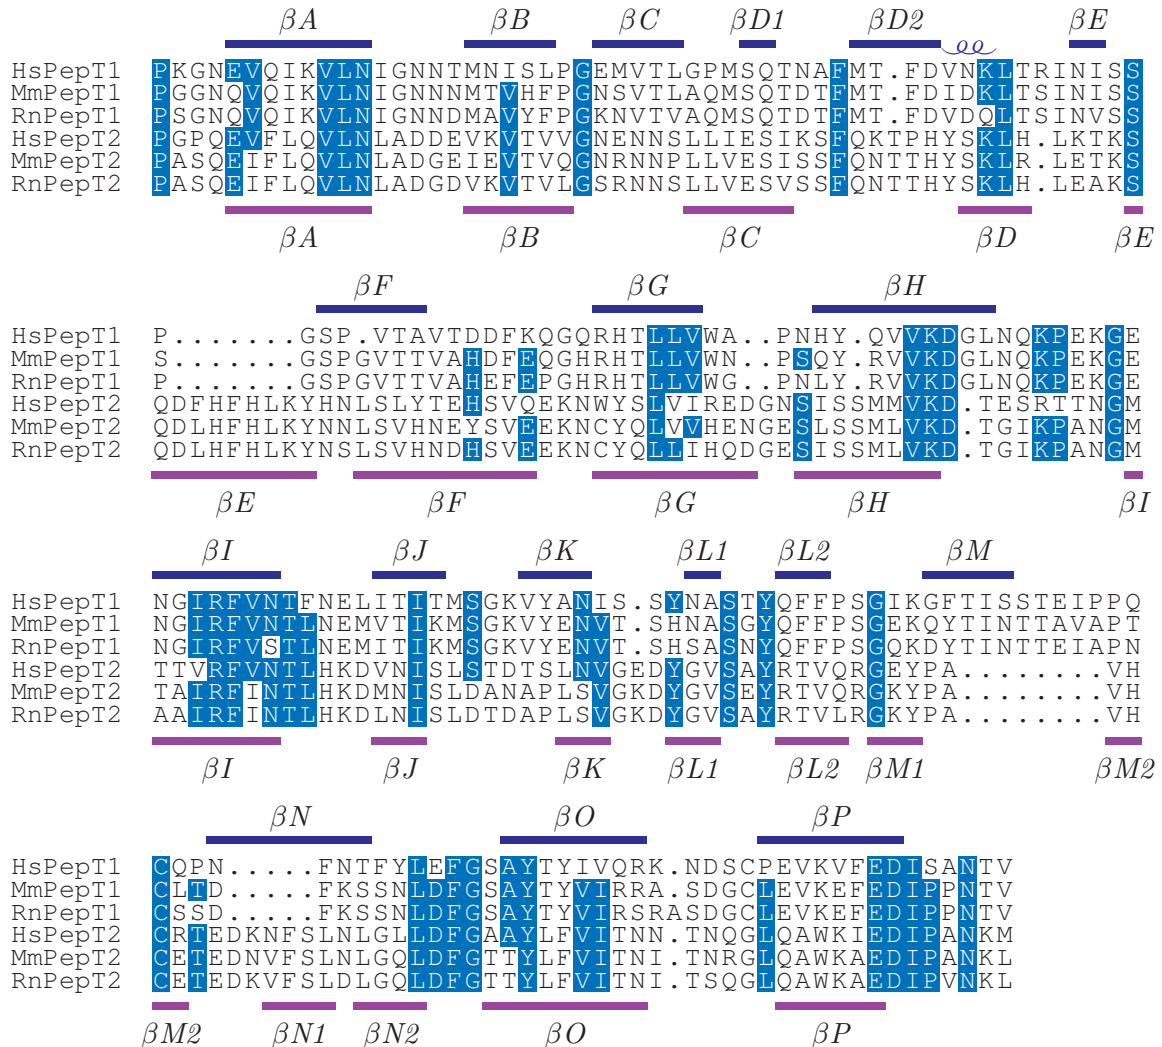 βA βB βC βD1 βD2 βE
HsPepT1 PKGNEVQIKVLNIGNNTMNISLPGEMVTLGPMSQTNAFMT.FDVNKLTRINISS
MmPepT1 PGGNQVQIKVLNIGNNNMTVHFPGNSVTLAQMSQTDTFMT.FDIDKLTSINISS
RnPepT1 PSGNQVQIKVLNIGNNDMAVYFPGKNVTVAQMSQTDTFMT.FDVDQLTSINVSS
HsPepT2 PGPQEVFLQVLNLADDEVKVTVVGNENNSLLIESIKSFQKTPHYSKLH.LKTKS
MmPepT2 PASQEIFLQVLNLADGEIEVTVQGNRNNPLLVESISSFQNTTHYSKLR.LETKS
RnPepT2 PASQEIFLQVLNLADGDVKVTVLGSRNNSLLVESVSSFQNTTHYSKLH.LEAKS
βA βB βC βD βE
βF βG βH
HsPepT1 P.......GSP.VTAVTDDFKQGQRHTLLVWA..PNHY.QVVKDGLNQKPEKGE
MmPepT1 S.......GSPGVTTVAHDFEQGHRHTLLVWN..PSQY.RVVKDGLNQKPEKGE
RnPepT1 P.......GSPGVTTVAHEFEPGHRHTLLVWG..PNLY.RVVKDGLNQKPEKGE
HsPepT2 QDFHFHLKYHNLSLYTEHSVQEKNWYSLVIREDGNSISSMMVKD.TESRTTNGM
MmPepT2 QDLHFHLKYNNLSVHNEYSVEEKNCYQLVVHENGESLSSMLVKD.TGIKPANGM
RnPepT2 QDLHFHLKYNSLSVHNDHSVEEKNCYQLLIHQDGESISSMLVKD.TGIKPANGM
βE βF βG βH βI
βI βJ βK βL1 βL2 βM
HsPepT1 NGIRFVNTFNELITITMSGKVYANIS.SYNASTYQFFPSGIKGFTISSTEIPPQ
MmPepT1 NGIRFVNTLNEMVTIKMSGKVYENVT.SHNASGYQFFPSGEKQYTINTTAVAPT
RnPepT1 NGIRFVSTLNEMITIKMSGKVYENVT.SHSASNYQFFPSGQKDYTINTTEIAPN
HsPepT2 TTVRFVNTLHKDVNISLSTDTSLNVGEDYGVSAYRTVQRGEYPA........VH
MmPepT2 TAIRFINTLHKDMNISLDANAPLSVGKDYGVSEYRTVQRGKYPA........VH
RnPepT2 AAIRFINTLHKDLNISLDTDAPLSVGKDYGVSAYRTVLRGKYPA........VH
βI βJ βK βL1 βL2 βM1 βM2
βN βO βP
HsPepT1 CQPN.....FNTFYLEFGSAYTYIVQRK.NDSCPEVKVFEDISANTV
MmPepT1 CLTD.....FKSSNLDFGSAYTYVIRRA.SDGCLEVKEFEDIPPNTV
RnPepT1 CSSD.....FKSSNLDFGSAYTYVIRSRASDGCLEVKEFEDIPPNTV
HsPepT2 CRTEDKNFSLNLGLLDFGAAYLFVITNN.TNQGLQAWKIEDIPANKM
MmPepT2 CETEDNVFSLNLGQLDFGTTYLFVITNI.TNRGLQAWKAEDIPANKL
RnPepT2 CETEDKVFSLDLGQLDFGTTYLFVITNI.TSQGLQAWKAEDIPVNKL
βM2 βN1 βN2 βO βP